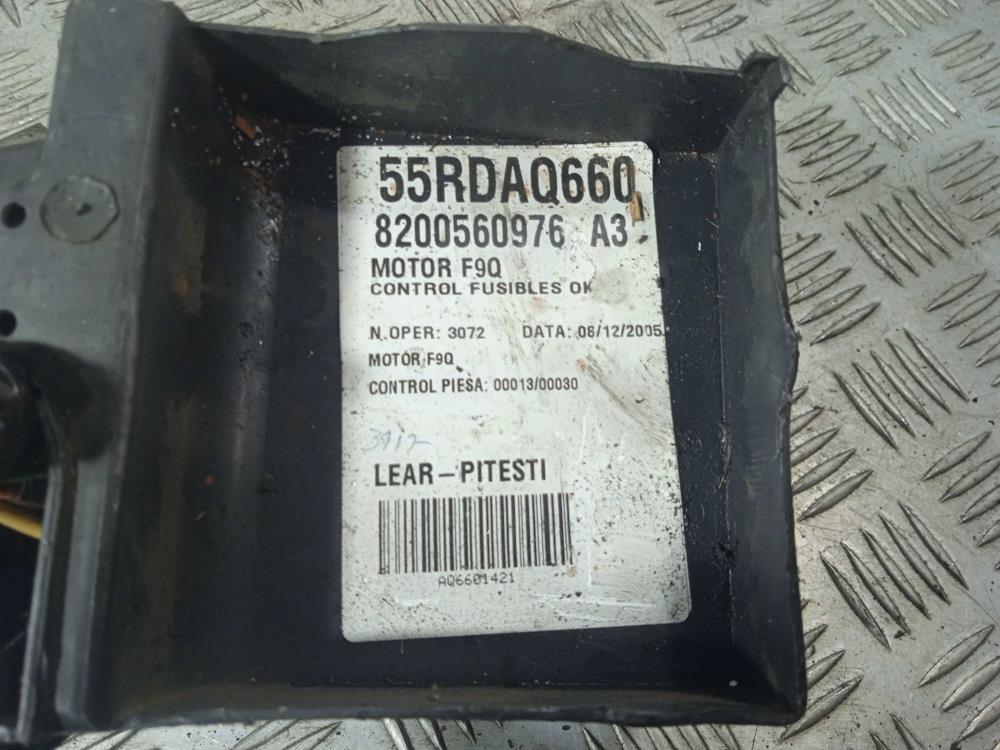 55RDAQ660
8200560976 A3
MOTOR F9Q
CONTROL FUSIBLES OK
N.OPER: 3072 DATA: 06/12/2005
MOTOR F9Q
CONTROL PIESA: 00013/00030
LEAR-PITESTI
AQ6601421